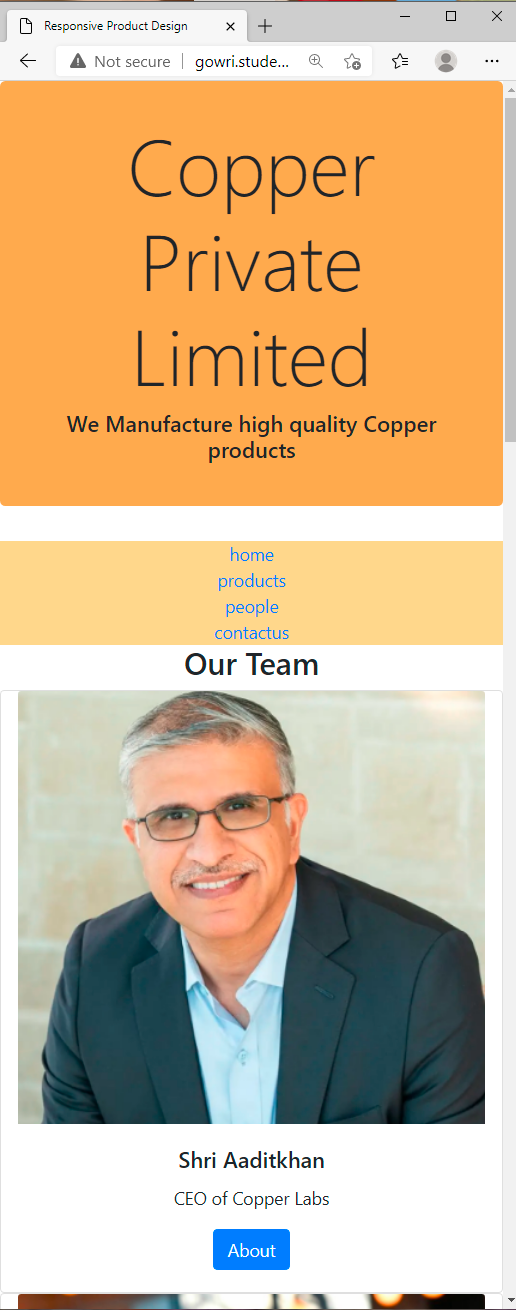 Responsive Product Design
Not secure gowri.stude...
Copper
Private
Limited
We Manufacture high quality Copper
products
home
products
people
contactus
Our Team
Shri Aaditkhan
CEO of Copper Labs
About